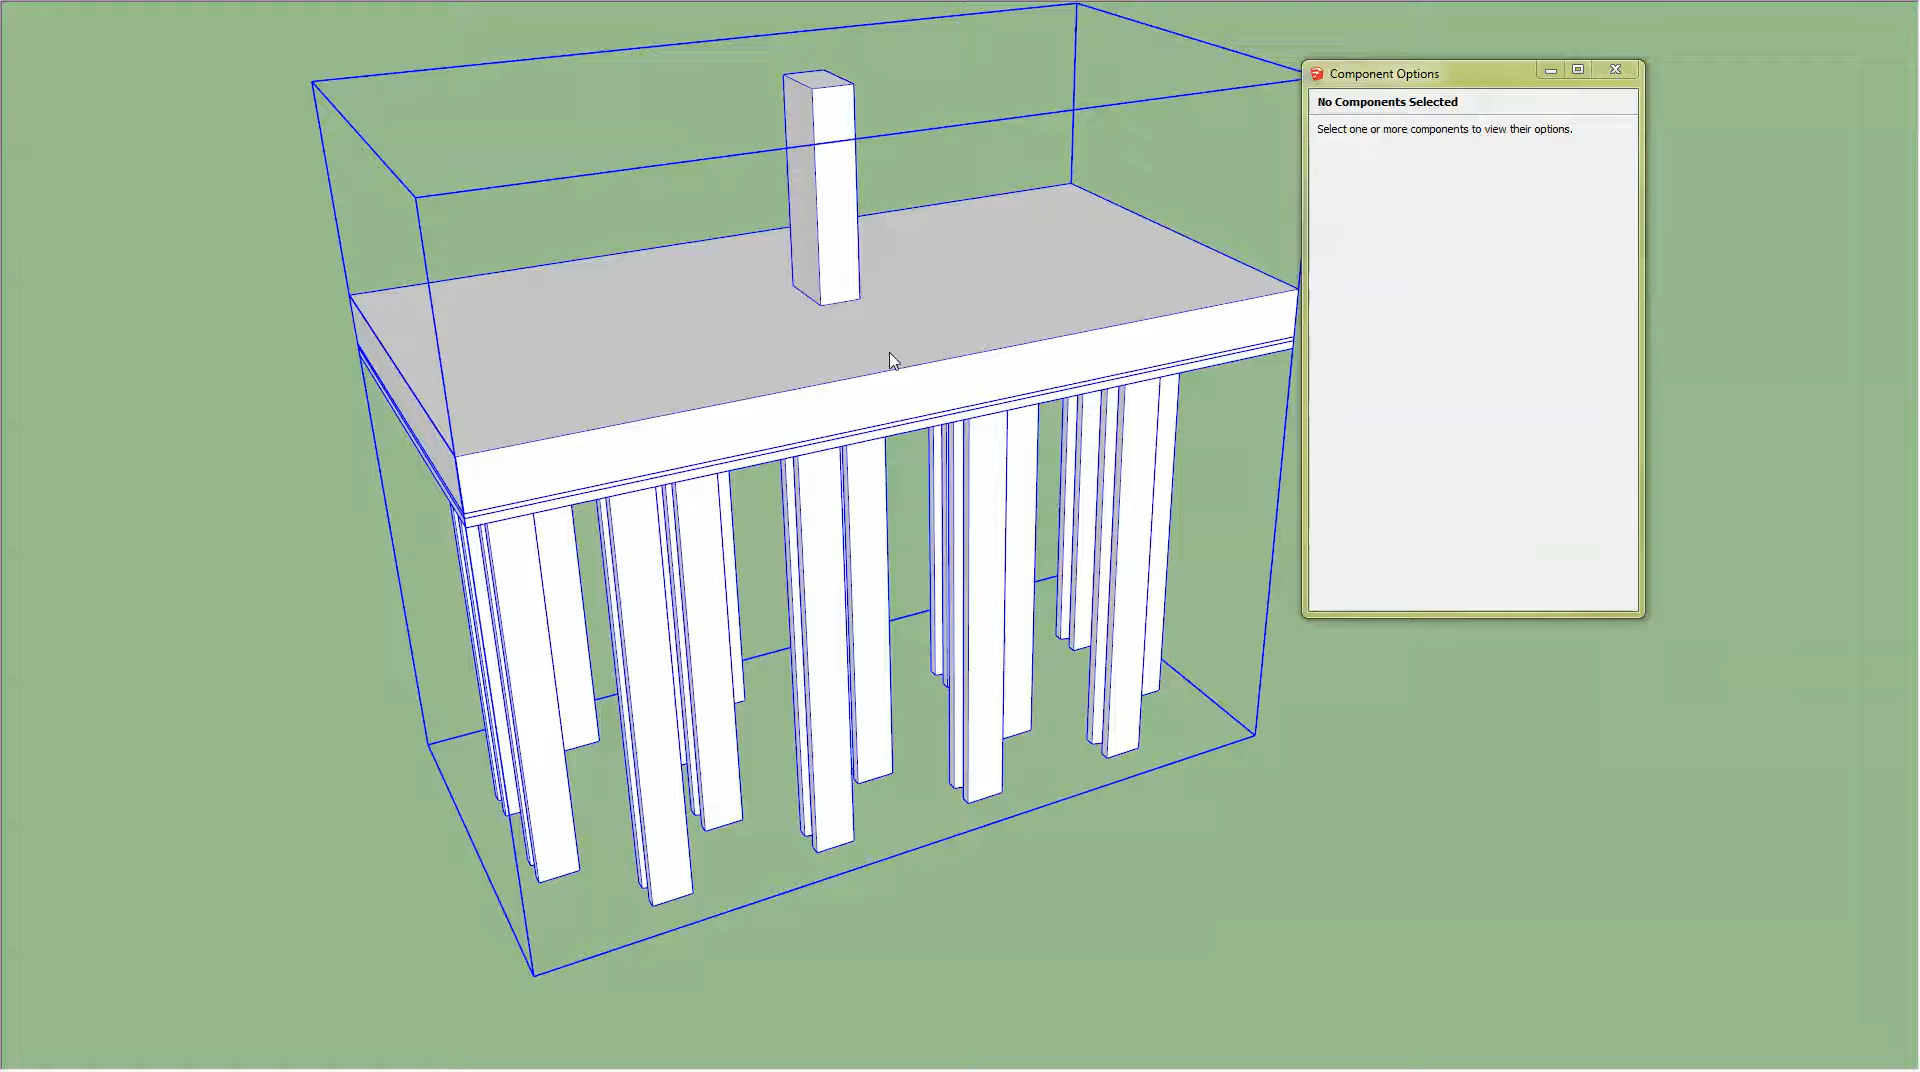 Component Options
No Components Selected
Select one or more components to view their options.